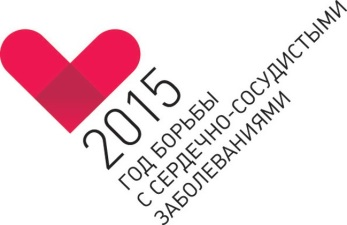 2015
ГОД БОРЬБЫ
С СЕРДЕЧНО-СОСУДИСТЫМИ
ЗАБОЛЕВАНИЯМИ